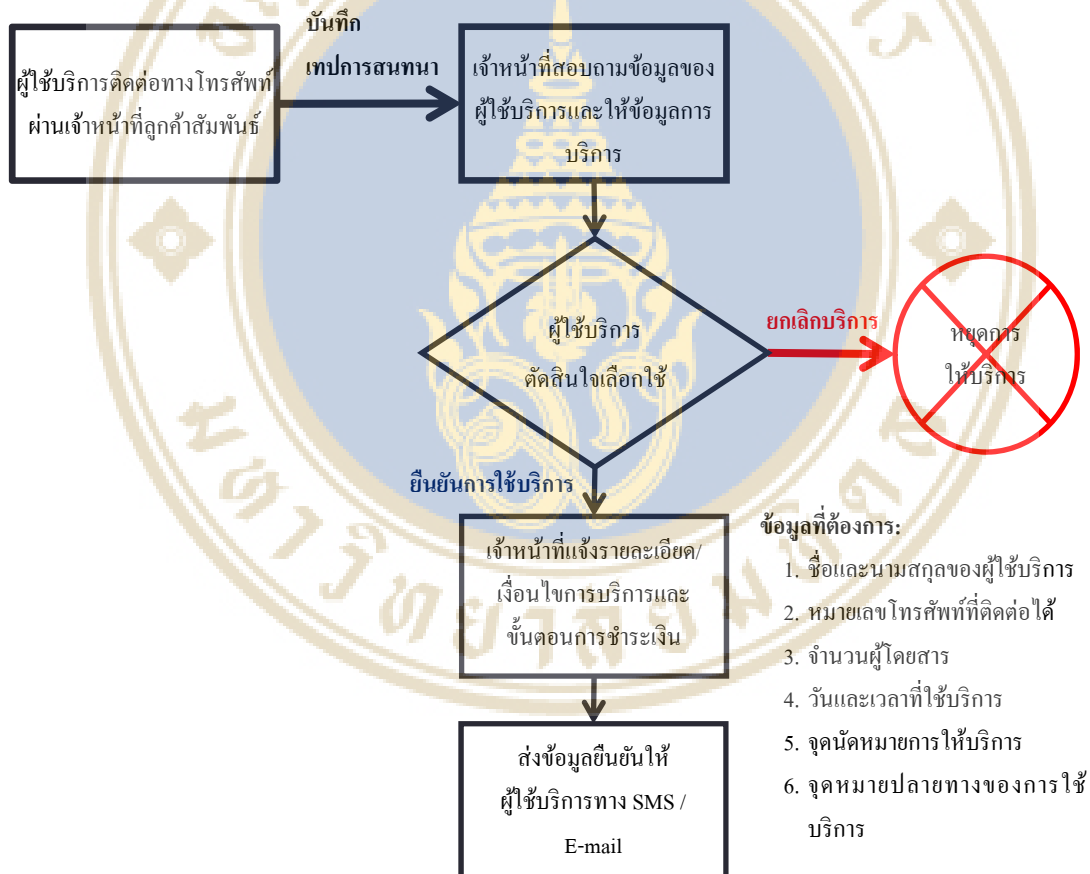 ผู้ใช้บริการติดต่อทางโทรศัพท์
ผ่านเจ้าหน้าที่ลูกค้าสัมพันธ์
บันทึก
เทปการสนทนา
เจ้าหน้าที่สอบถามข้อมูลของ
ผู้ใช้บริการและให้ข้อมูลการ
บริการ
ผู้ใช้บริการ
ตัดสินใจเลือกใช้
ยกเลิกบริการ
หยุดการ
ให้บริการ
ยืนยันการใช้บริการ
เจ้าหน้าที่แจ้งรายละเอียด/
เงื่อนไขการบริการและ
ขั้นตอนการชำระเงิน
ส่งข้อมูลยืนยันให้
ผู้ใช้บริการทาง SMS /
E-mail
ข้อมูลที่ต้องการ:
1. ชื่อและนามสกุลของผู้ใช้บริการ
2. หมายเลขโทรศัพท์ที่ติดต่อได้
3. จำนวนผู้โดยสาร
4. วันและเวลาที่ใช้บริการ
5. จุดนัดหมายการให้บริการ
6. จุดหมายปลายทางของการใช้
บริการ
มหาวิทยาลัยมหิดล